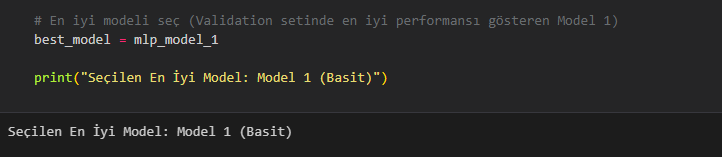 # En iyi modeli seç (Validation setinde en iyi performansı gösteren Model 1)
best_model = mlp_model_1
print("Seçilen En İyi Model: Model 1 (Basit)")
Seçilen En İyi Model: Model 1 (Basit)